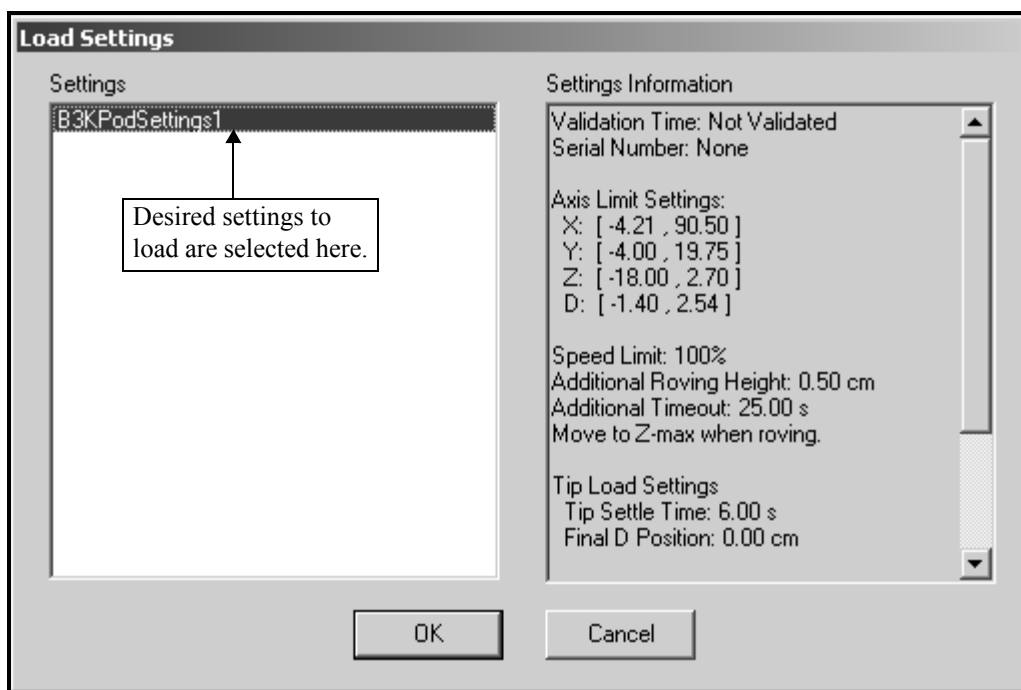 Load Settings
Settings
B3KPodSettings1
Desired settings to
load are selected here.
Settings Information
Validation Time: Not Validated
Serial Number: None
Axis Limit Settings:
X: [ -4.21 , 90.50 ]
Y: [ -4.00 , 19.75 ]
Z: [ -18.00 , 2.70 ]
D: [ -1.40 , 2.54 ]
Speed Limit: 100%
Additional Roving Height: 0.50 cm
Additional Timeout: 25.00 s
Move to Z-max when roving.
Tip Load Settings
Tip Settle Time: 6.00 s
Final D Position: 0.00 cm
OK
Cancel